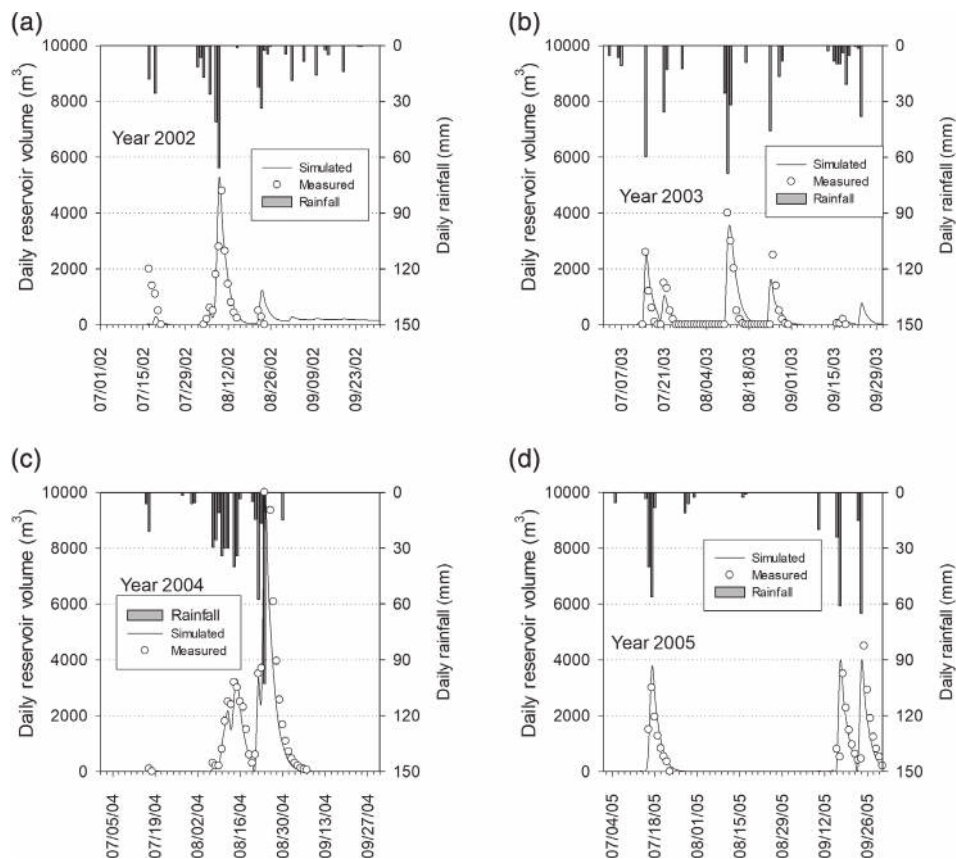 (a)
10000
8000
6000
4000
2000
0
Daily reservoir volume (m³)
0
30
60
90
120
150
Daily rainfall (mm)
Year 2002
Simulated
Measured
Rainfall
07/01/02
07/15/02
07/29/02
08/12/02
08/26/02
09/09/02
09/23/02
(b)
10000
8000
6000
4000
2000
0
Daily reservoir volume (m³)
0
30
60
90
120
150
Daily rainfall (mm)
Simulated
Measured
Rainfall
Year 2003
07/07/03
07/21/03
08/04/03
08/18/03
09/01/03
09/15/03
09/29/03
(c)
10000
8000
6000
4000
2000
0
Daily reservoir volume (m³)
0
30
60
90
120
150
Daily rainfall (mm)
Year 2004
Rainfall
Simulated
Measured
07/05/04
07/19/04
08/02/04
08/16/04
08/30/04
09/13/04
09/27/04
(d)
10000
8000
6000
4000
2000
0
Daily reservoir volume (m³)
0
30
60
90
120
150
Daily rainfall (mm)
Simulated
Measured
Rainfall
Year 2005
07/04/05
07/18/05
08/01/05
08/15/05
08/29/05
09/12/05
09/26/05